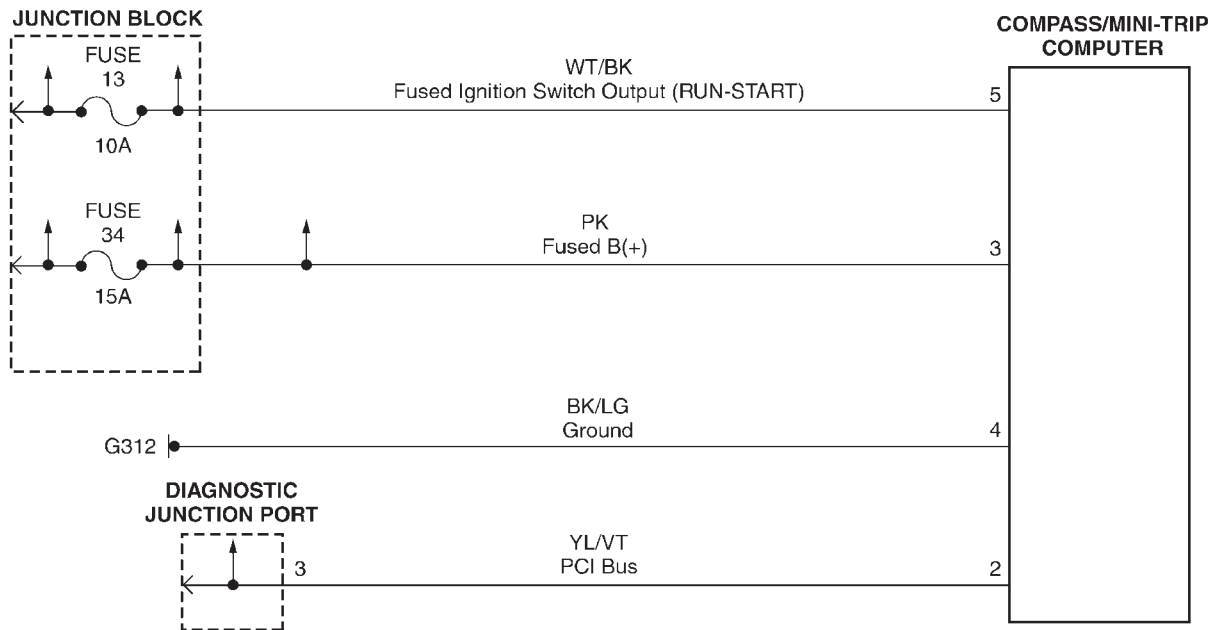 JUNCTION BLOCK
COMPASS/MINI-TRIP
COMPUTER
FUSE
13
10A
WT/BK
Fused Ignition Switch Output (RUN-START)
5
FUSE
34
15A
PK
Fused B(+)
3
G312
BK/LG
Ground
4
DIAGNOSTIC
JUNCTION PORT
3
YL/VT
PCI Bus
2